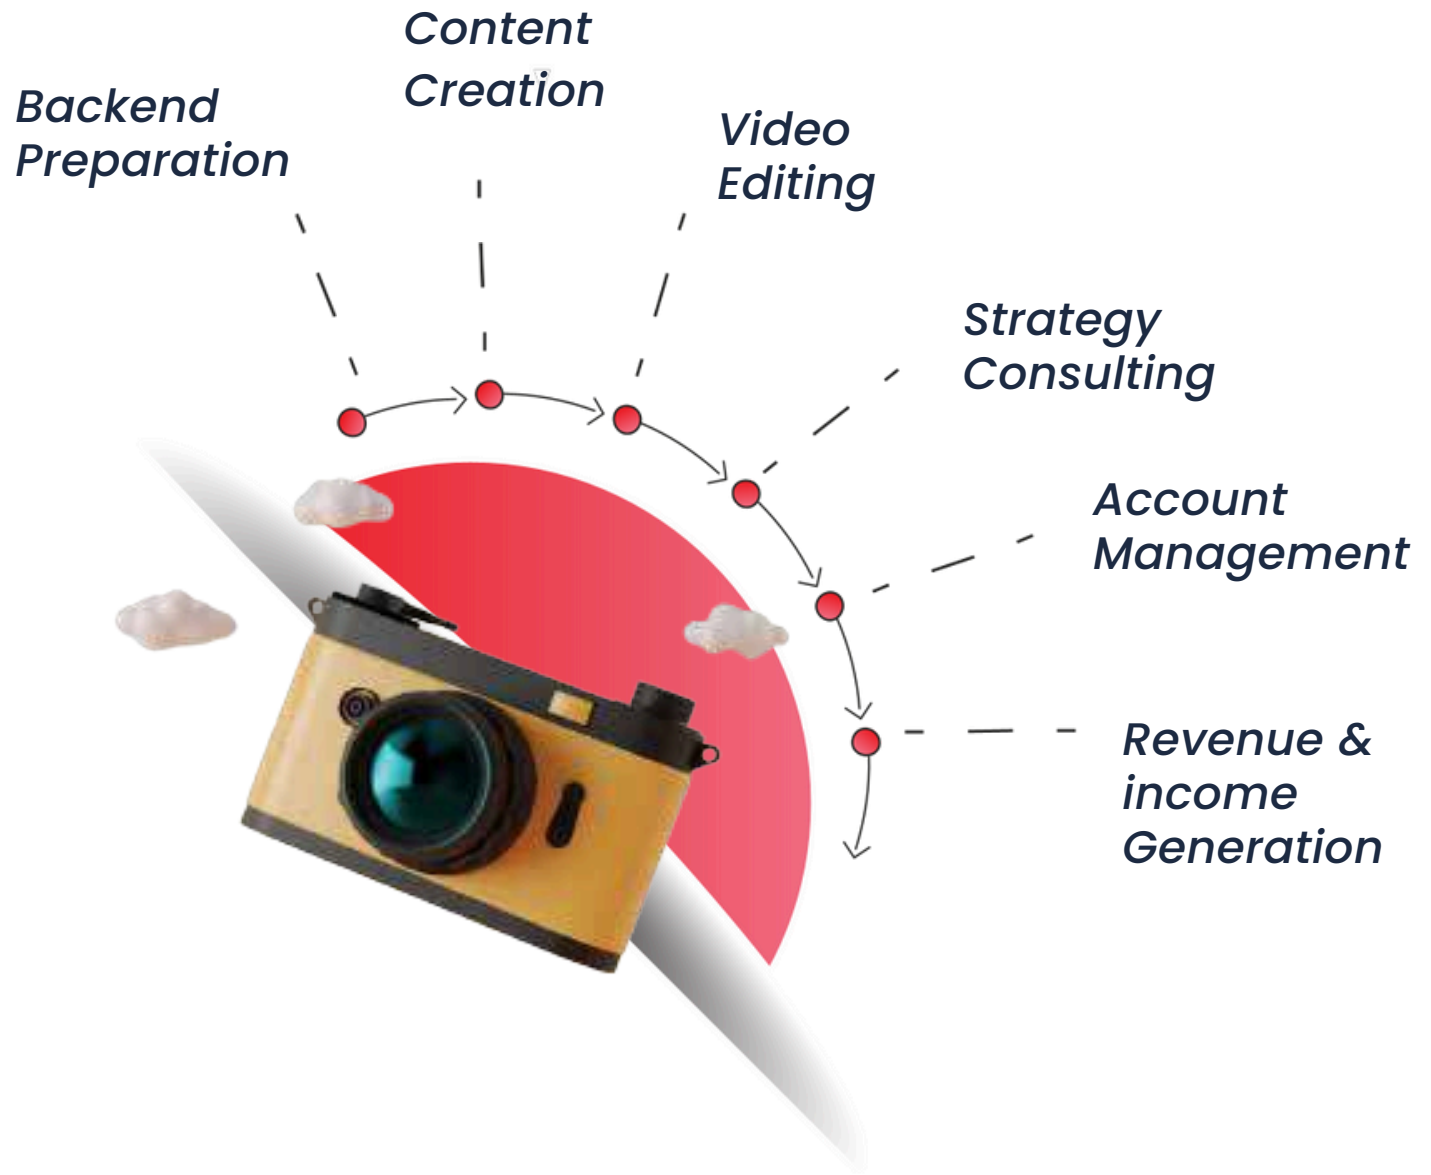 Content
Creation
Backend
Preparation
Video
Editing
Strategy
Consulting
Account
Management
Revenue &
income
Generation